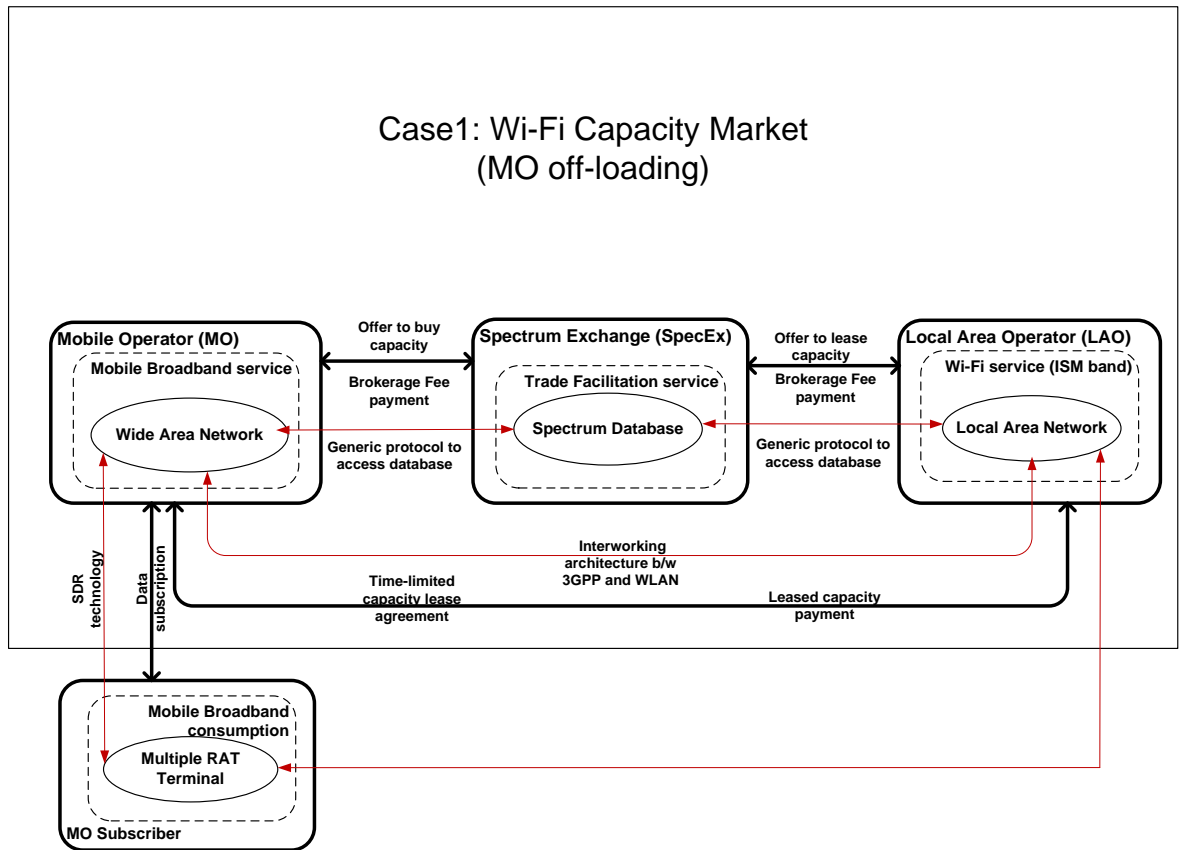 Case1: Wi-Fi Capacity Market
(MO off-loading)
Mobile Operator (MO)
Mobile Broadband service
Wide Area Network
Offer to buy
capacity
Brokerage Fee
payment
Generic protocol to
access database
Spectrum Exchange (SpecEx)
Trade Facilitation service
Spectrum Database
Offer to lease
capacity
Brokerage Fee
payment
Generic protocol to
access database
Local Area Operator (LAO)
Wi-Fi service (ISM band)
Local Area Network
SDR
technology
Data
subscription
Interworking
architecture b/w
3GPP and WLAN
Time-limited
capacity lease
agreement
Leased capacity
payment
Mobile Broadband
consumption
Multiple RAT
Terminal
MO Subscriber